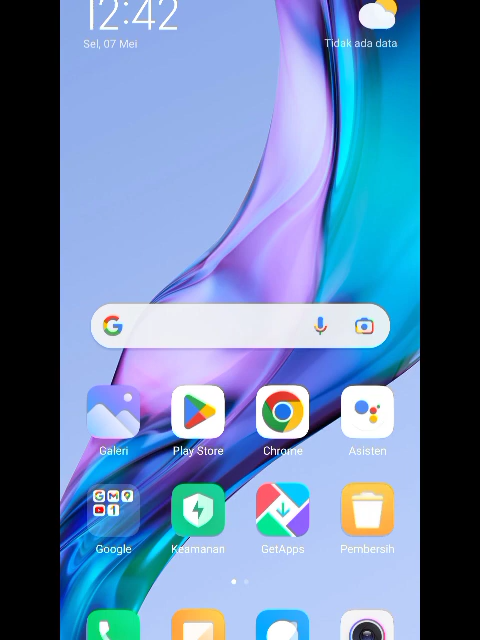 12:42
Sel, 07 Mei
Tidak ada data
Galeri
Play Store
Chrome
Asisten
Google
Keamanan
GetApps
Pembersih